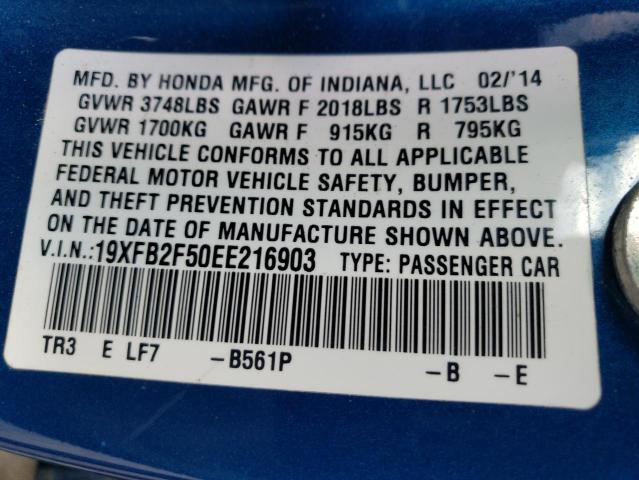 MFD. BY HONDA MFG. OF INDIANA, LLC 02/'14
GVWR 3748LBS GAWR F 2018LBS R 1753LBS
GVWR 1700KG GAWR F 915KG R 795KG
THIS VEHICLE CONFORMS TO ALL APPLICABLE
FEDERAL MOTOR VEHICLE SAFETY, BUMPER,
AND THEFT PREVENTION STANDARDS IN EFFECT
ON THE DATE OF MANUFACTURE SHOWN ABOVE.
V.I.N.:19XFB2F50EE216903 TYPE: PASSENGER CAR
TR3 E LF7 -B561P -B -E